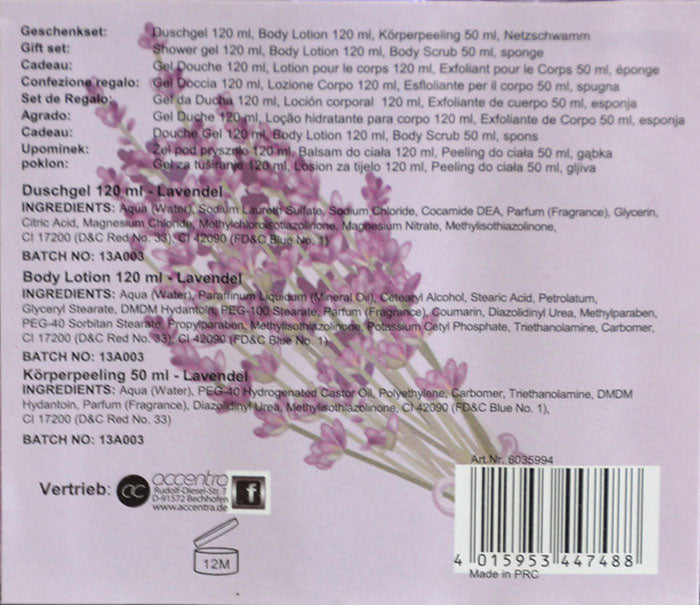 Geschenkset: Duschgel 120 ml, Body Lotion 120 ml, Körperpeeling 50 ml, Netzschwamm
Gift set: Shower gel 120 ml, Body Lotion 120 ml, Body Scrub 50 ml, sponge
Cadeau: Gel Douche 120 ml, Lotion pour le corps 120 ml, Exfoliant pour le Corps 50 ml, éponge
Confezione regalo: Gel Doccia 120 ml, Lozione Corpo 120 ml, Esfloliante per il corpo 50 ml, spugna
Set de Regalo: Gel da Ducha 120 ml, Loción corporal 120 ml, Exfoliante de cuerpo 50 ml, esponja
Agrado: Gel Duche 120 ml, Loção hidratante para corpo 120 ml, Exfoliante de Corpo 50 ml, esponja
Cadeau: Douche Gel 120 ml, Body Lotion 120 ml, Body Scrub 50 ml, spons
Upominek: Żel pod prysznic 120 ml, Balsam do ciała 120 ml, Peeling do ciała 50 ml, gąbka
poklon: Gel za tuširanje 120 ml, Losion za tijelo 120 ml, Peeling do ciała 50 ml, gljiva
Duschgel 120 ml - Lavendel
INGREDIENTS: Aqua (Water), Sodium Laureth Sulfate, Sodium Chloride, Cocamide DEA, Parfum (Fragrance), Glycerin,
Citric Acid, Magnesium Chloride, Methylchloroisotiazolinone, Magnesium Nitrate, Methylisothiazolinone,
CI 17200 (D&C Red No. 33), CI 42090 (FD&C Blue No. 1)
BATCH NO: 13A003
Body Lotion 120 ml - Lavendel
INGREDIENTS: Aqua (Water), Paraffinum Liquidum (Mineral Oil), Cetearyl Alcohol, Stearic Acid, Petrolatum,
Glyceryl Stearate, DMDM Hydantoin, PEG-100 Stearate, Parfum (Fragrance), Coumarin, Diazolidinyl Urea, Methylparaben,
PEG-40 Sorbitan Stearate, Propylparaben, Methylisothiazolinone, Potassium Cetyl Phosphate, Triethanolamine, Carbomer,
CI 17200 (D&C Red No. 33), CI 42090 (FD&C Blue No. 1)
BATCH NO: 13A003
Körperpeeling 50 ml - Lavendel
INGREDIENTS: Aqua (Water), PEG-40 Hydrogenated Castor Oil, Polyethylene, Carbomer, Triethanolamine, DMDM
Hydantoin, Parfum (Fragrance), Diazolidinyl Urea, Methylisothiazolinone, CI 42090 (FD&C Blue No. 1),
CI 17200 (D&C Red No. 33)
BATCH NO: 13A003
Art.Nr. 6035994
Vertrieb: accentra
Rudolf-Diesel-Str. 7
D-91572 Bechhofen
www.accentra.de
f
12M
4 015953 447488
Made in PRC